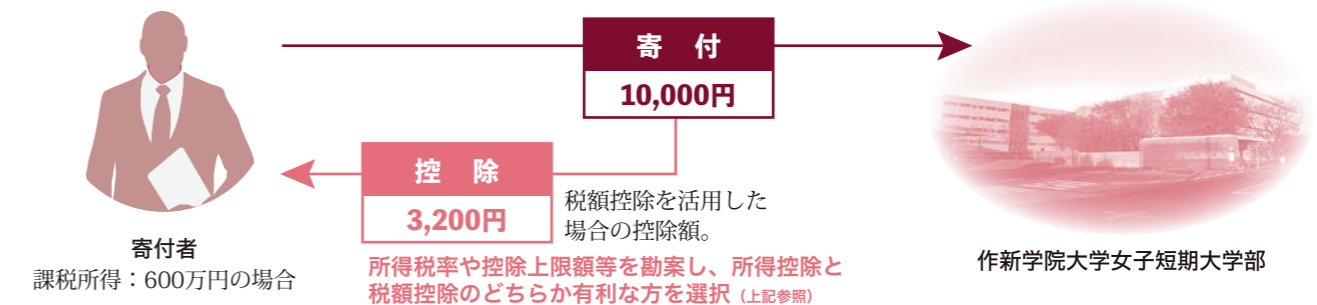 寄 付
10,000円
控 除
3,200円
税額控除を活用した
場合の控除額。
寄付者
課税所得：600万円の場合
所得税率や控除上限額等を勘案し、所得控除と
税額控除のどちらか有利な方を選択（上記参照）
作新学院大学女子短期大学部